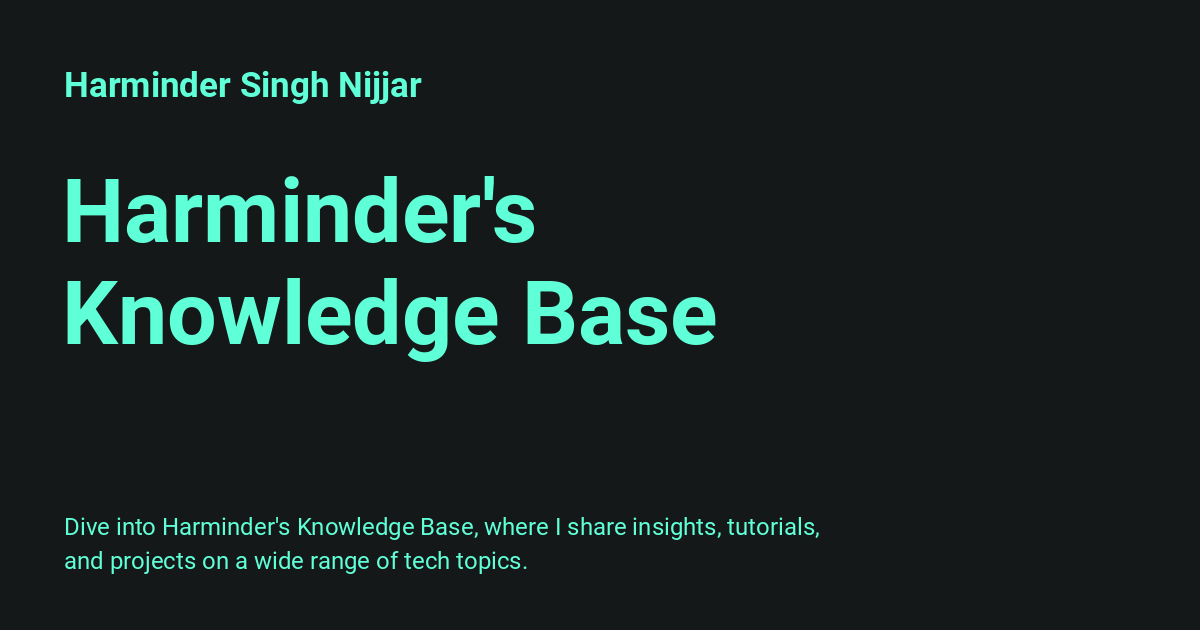 Harminder Singh Nijjar
Harminder's
Knowledge Base
Dive into Harminder's Knowledge Base, where I share insights, tutorials,
and projects on a wide range of tech topics.